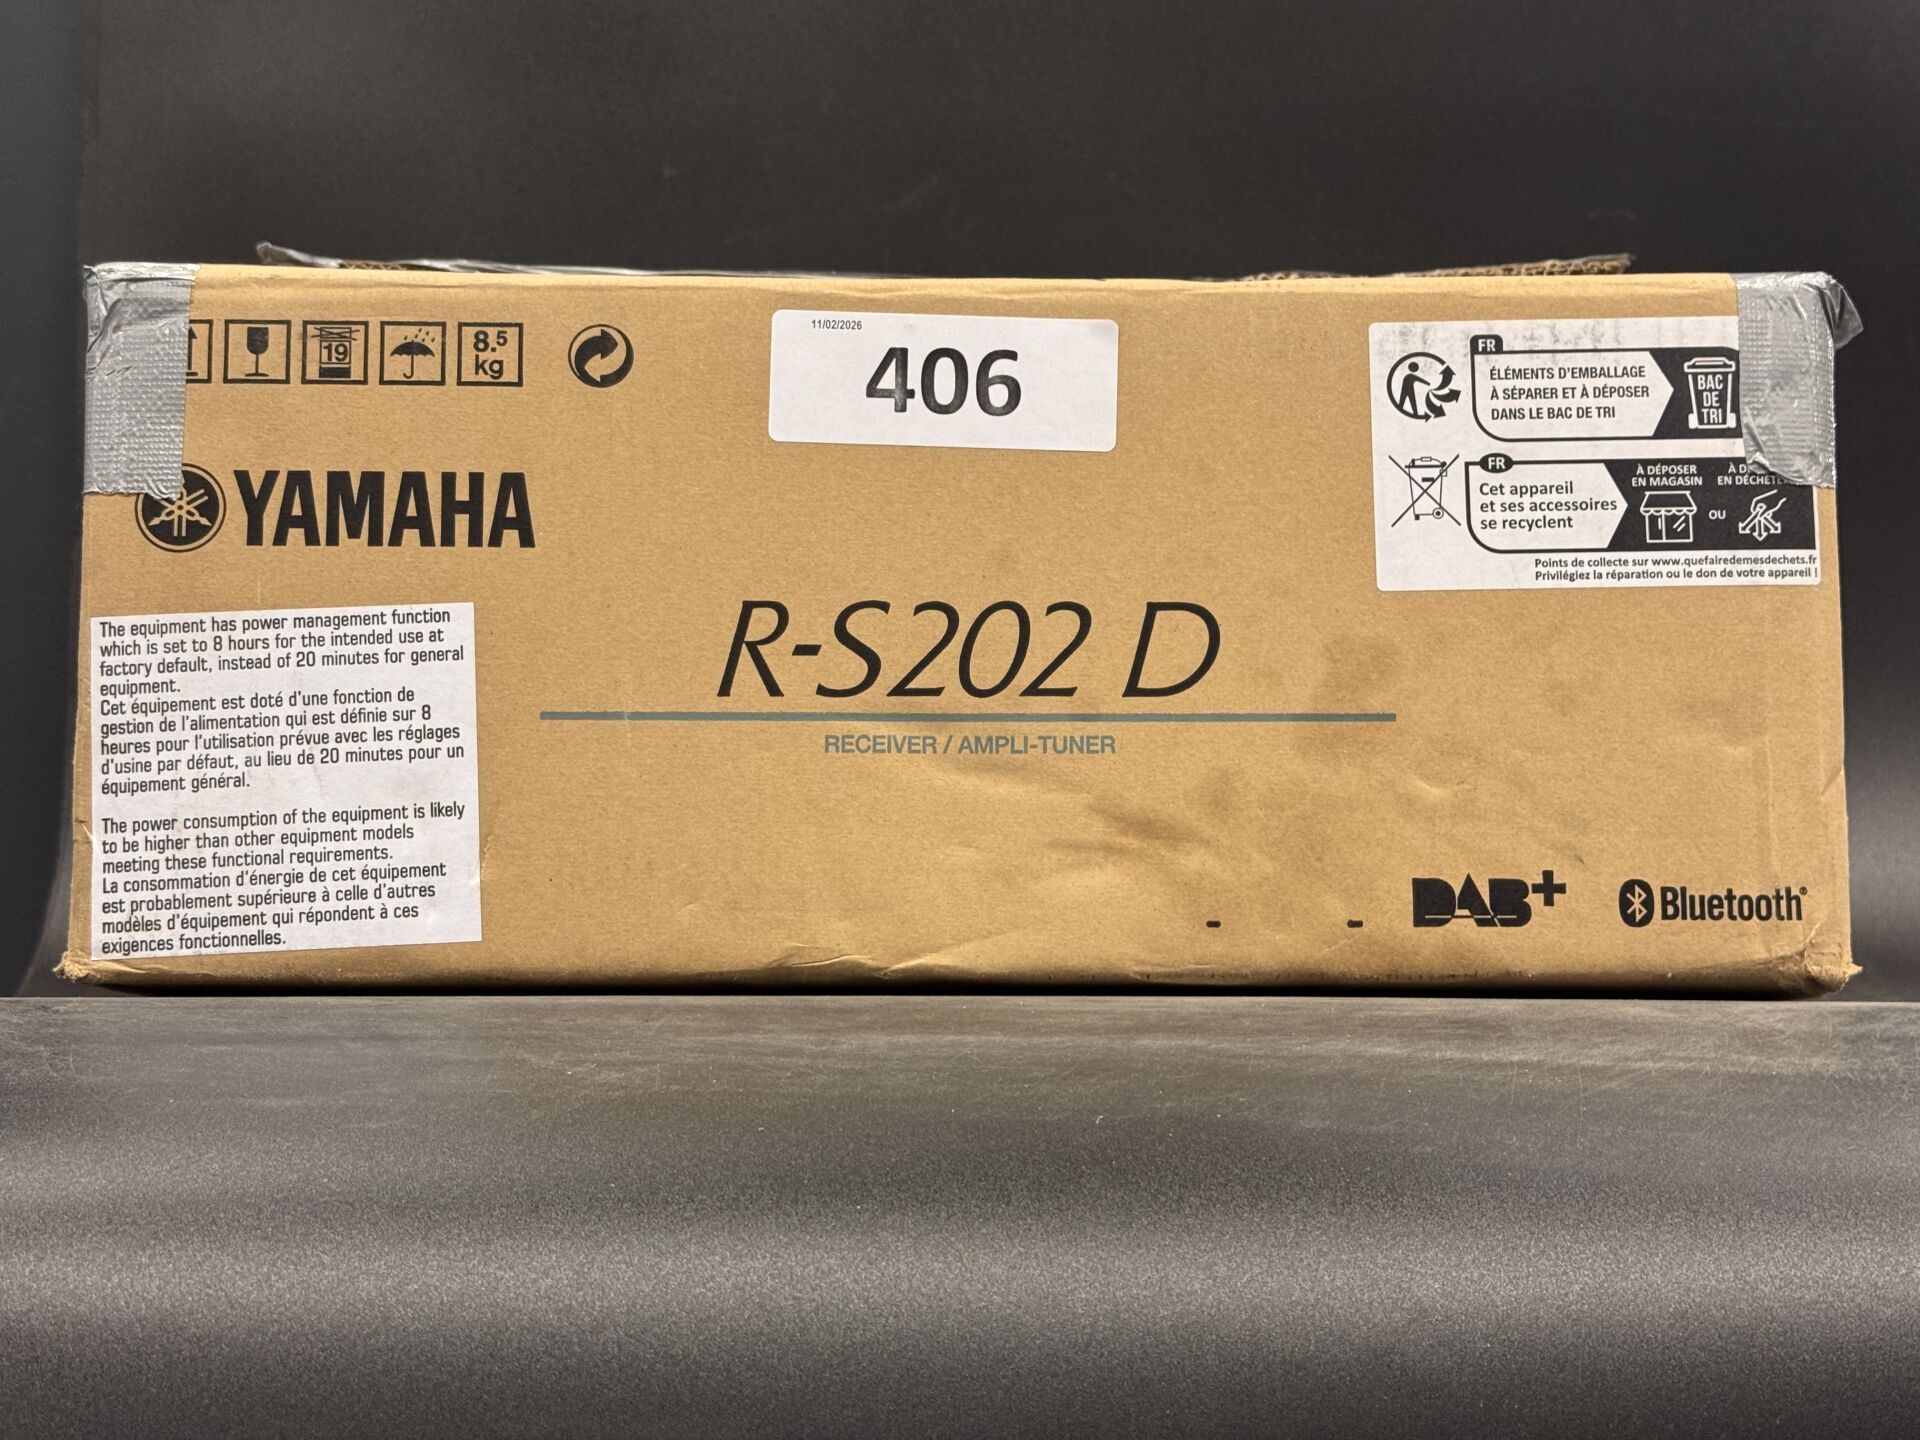 19
8.5
kg
11/02/2026
406
FR
ÉLÉMENTS D'EMBALLAGE
À SÉPARER ET À DÉPOSER
DANS LE BAC DE TRI
BAC
DE
TRI
FR
Cet appareil
et ses accessoires
se recyclent
À DÉPOSER
EN MAGASIN
OU
À
EN
Points de collecte sur www.quefairedemesdechets.fr
Privilégiez la réparation ou le don de votre appareil !
YAMAHA
R-S202 D
RECEIVER / AMPLI-TUNER
The equipment has power management function
which is set to 8 hours for the intended use at
factory default, instead of 20 minutes for general
equipment.
Cet équipement est doté d'une fonction de
gestion de l'alimentation qui est définie sur 8
heures pour l'utilisation prévue avec les réglages
d'usine par défaut, au lieu de 20 minutes pour un
équipement général.
The power consumption of the equipment is likely
to be higher than other equipment models
meeting these functional requirements.
La consommation d'énergie de cet équipement
est probablement supérieure à celle d'autres
modèles d'équipement qui répondent à ces
exigences fonctionnelles.
- -
DAB+
Bluetooth®